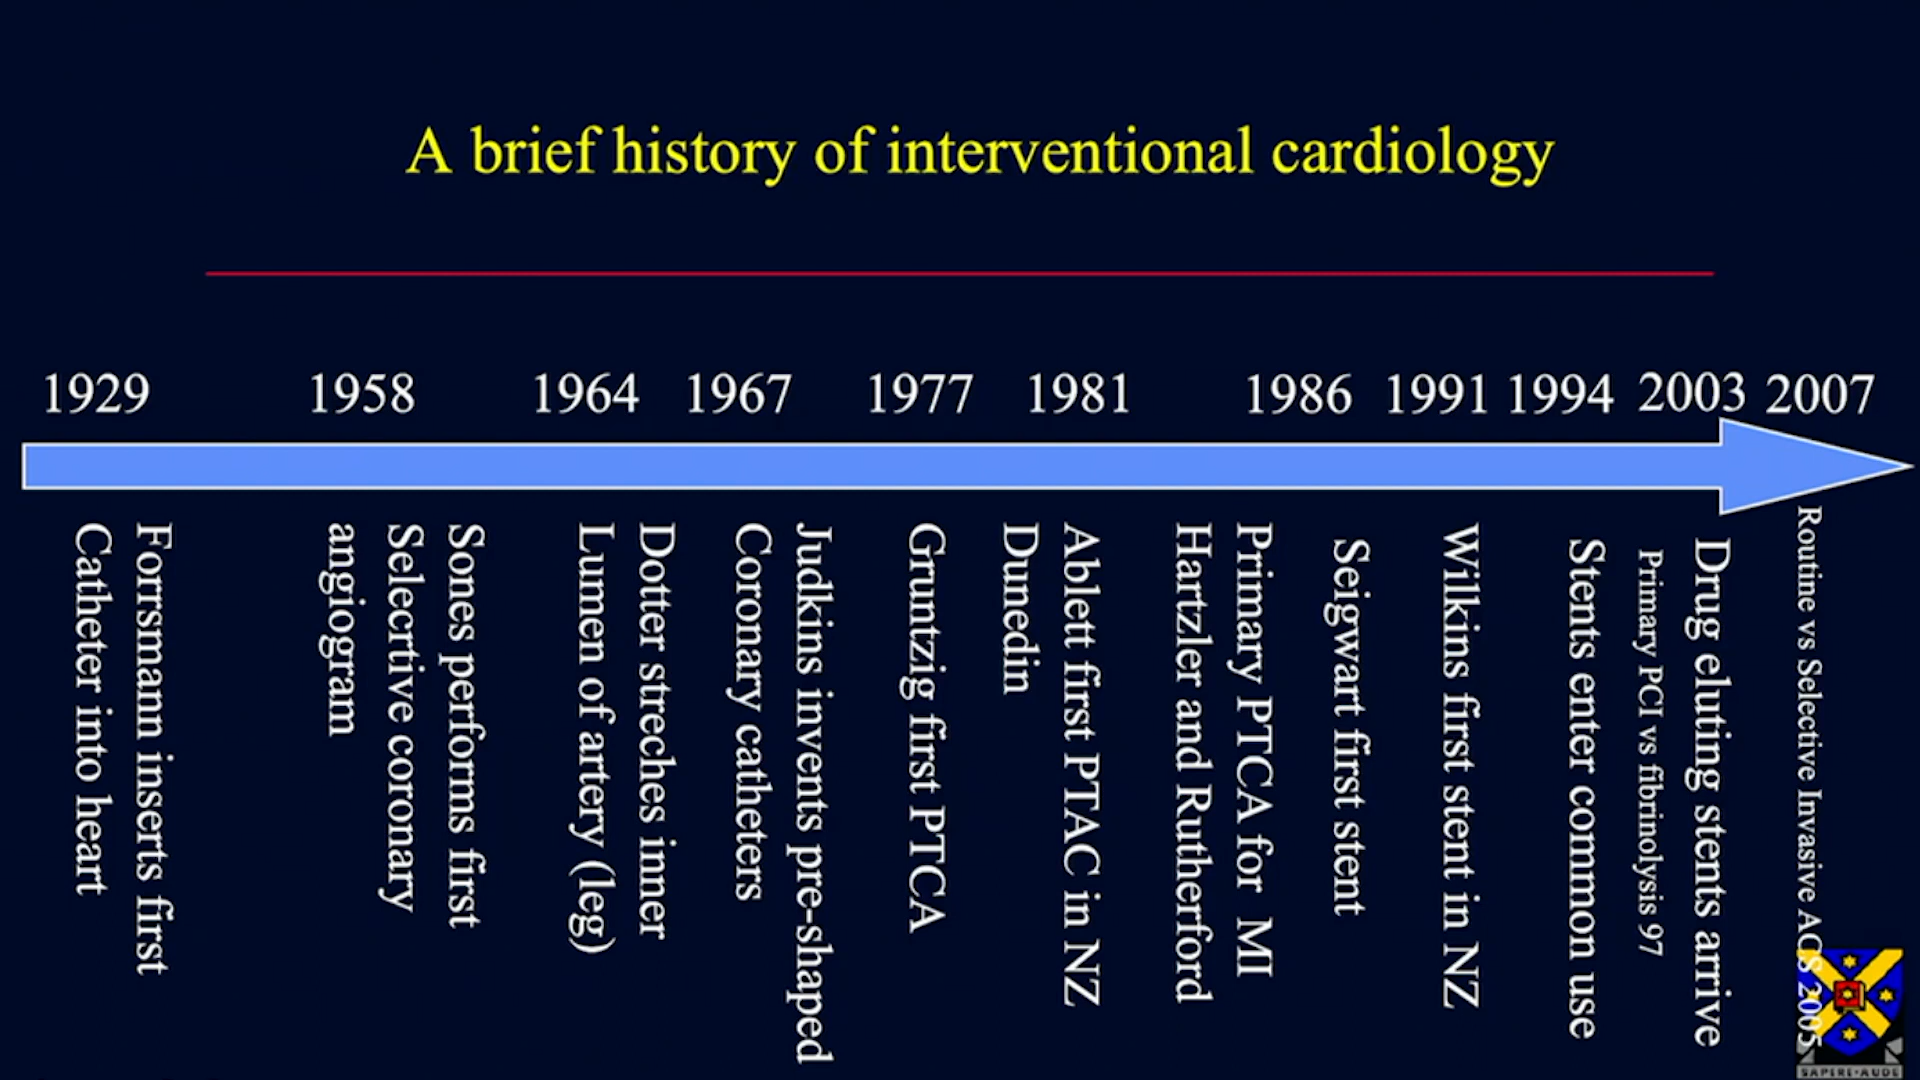 A brief history of interventional cardiology
1929 1958 1964 1967 1977 1981 1986 1991 1994 2003 2007
Forrsmann inserts first
Catheter into heart
Sones performs first
Selecrtive coronary
angiogram
Dotter streches inner
Lumen of artery (leg)
Judkins invents pre-shaped
Coronary catheters
Gruntzig first PTCA
Ablett first PTAC in NZ
Dunedin
Primary PTCA for MI
Hartzler and Rutherford
Seigwart first stent
Wilkins first stent in NZ
Stents enter common use
Primary PCI vs fibrinolysis 97
Drug eluting stents arrive
Routine vs Selective Invasive ACS 2005
SAPERE-AUDE